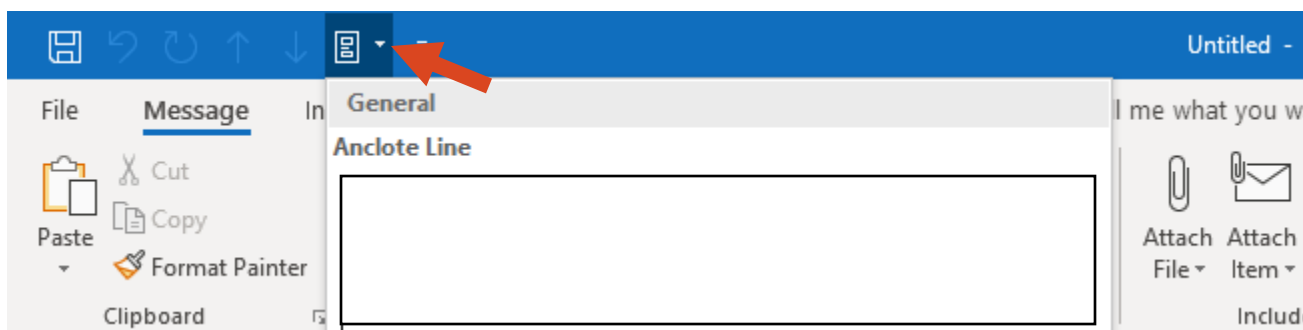 Untitled -
File Message In General l me what you w
Anclote Line
Cut
Copy
Paste
Format Painter
Clipboard
Attach Attach
File Item
Includ